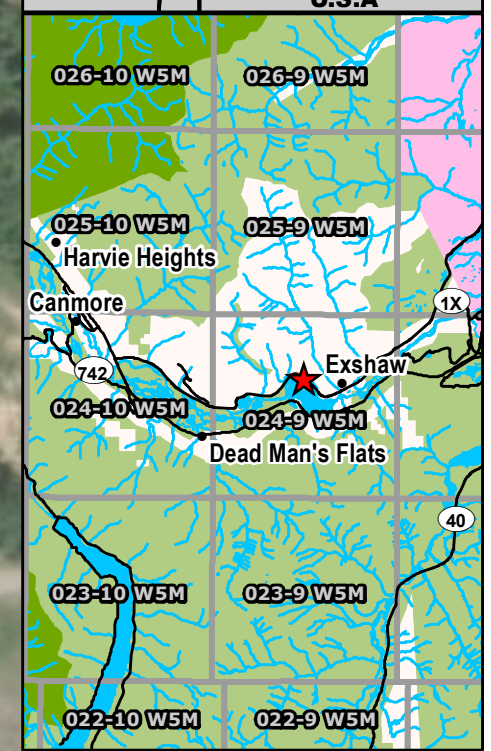 U.S.A
026-10 W5M
026-9 W5M
025-10 W5M
025-9 W5M
Harvie Heights
Canmore
1X
742
Exshaw
024-10 W5M
024-9 W5M
Dead Man's Flats
40
023-10 W5M
023-9 W5M
022-10 W5M
022-9 W5M